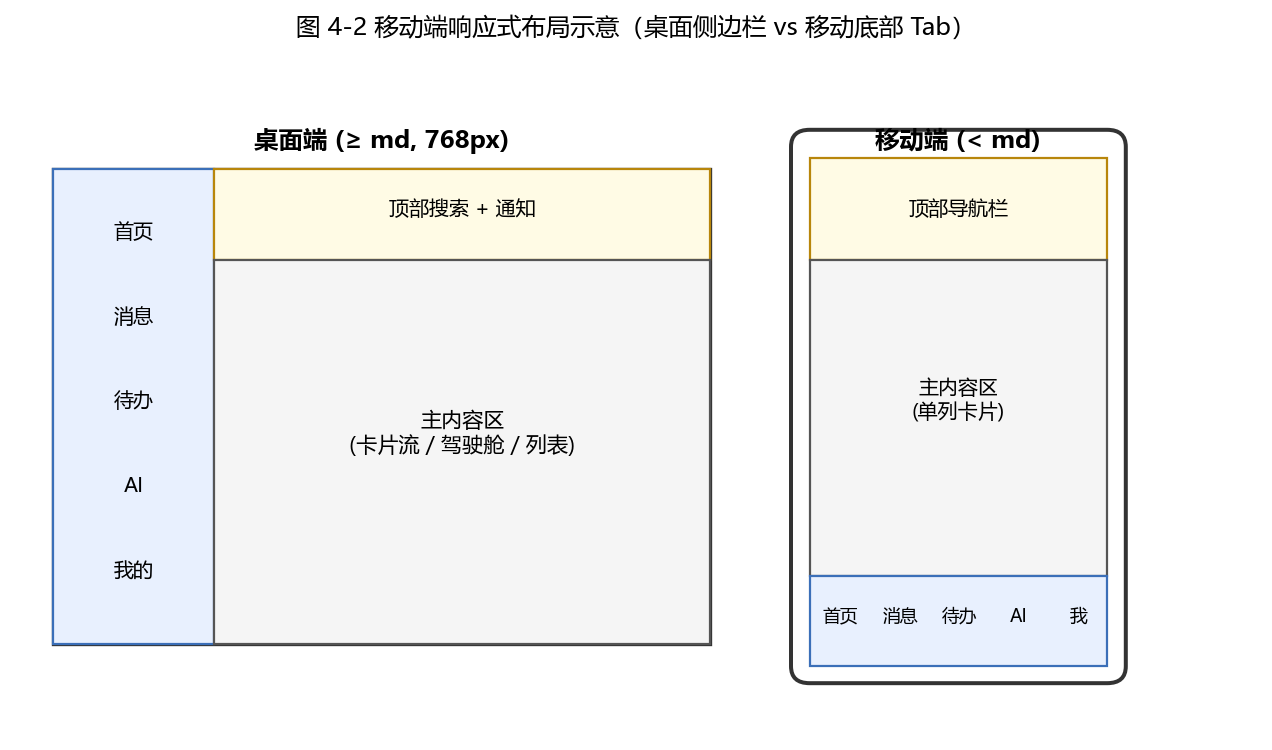 图 4-2 移动端响应式布局示意（桌面侧边栏 vs 移动底部 Tab）
桌面端 (≥ md, 768px)
首页
消息
待办
AI
我的
顶部搜索 + 通知
主内容区
(卡片流 / 驾驶舱 / 列表)
移动端 (< md)
顶部导航栏
主内容区
(单列卡片)
首页 消息 待办 AI 我